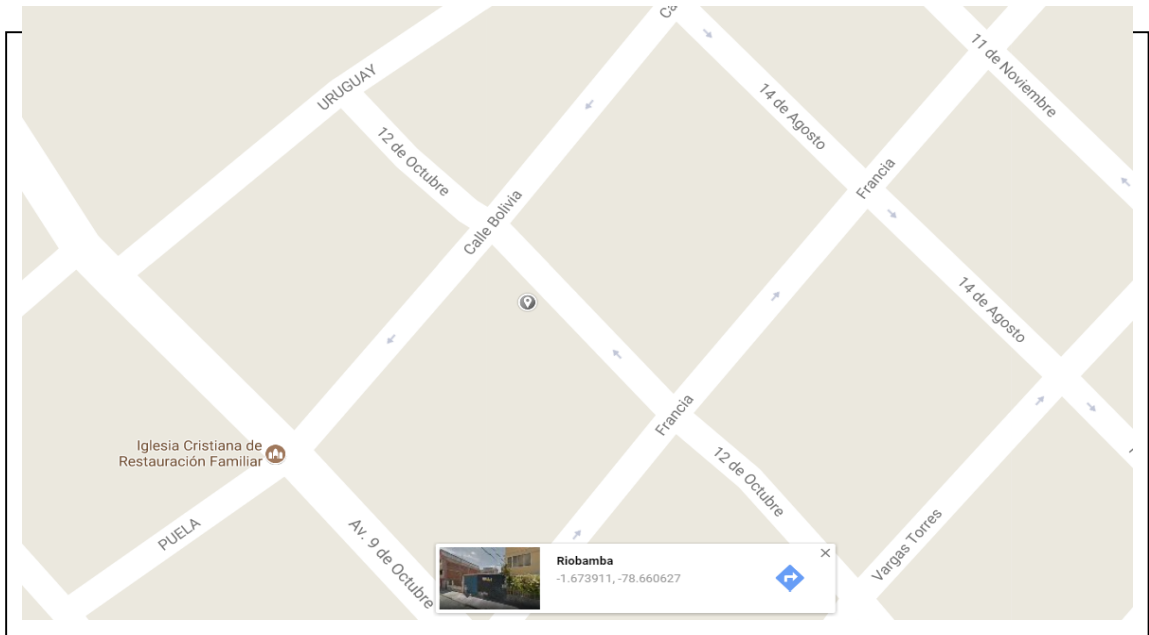 Ca
11 de Noviembre
URUGUAY
14 de Agosto
12 de Octubre
Francia
Calle Bolivia
14 de Agosto
Francia
Iglesia Cristiana de
Restauración Familiar
12 de Octubre
PUELA
Av. 9 de Octubre
Vargas Torres
Riobamba
-1.673911, -78.660627